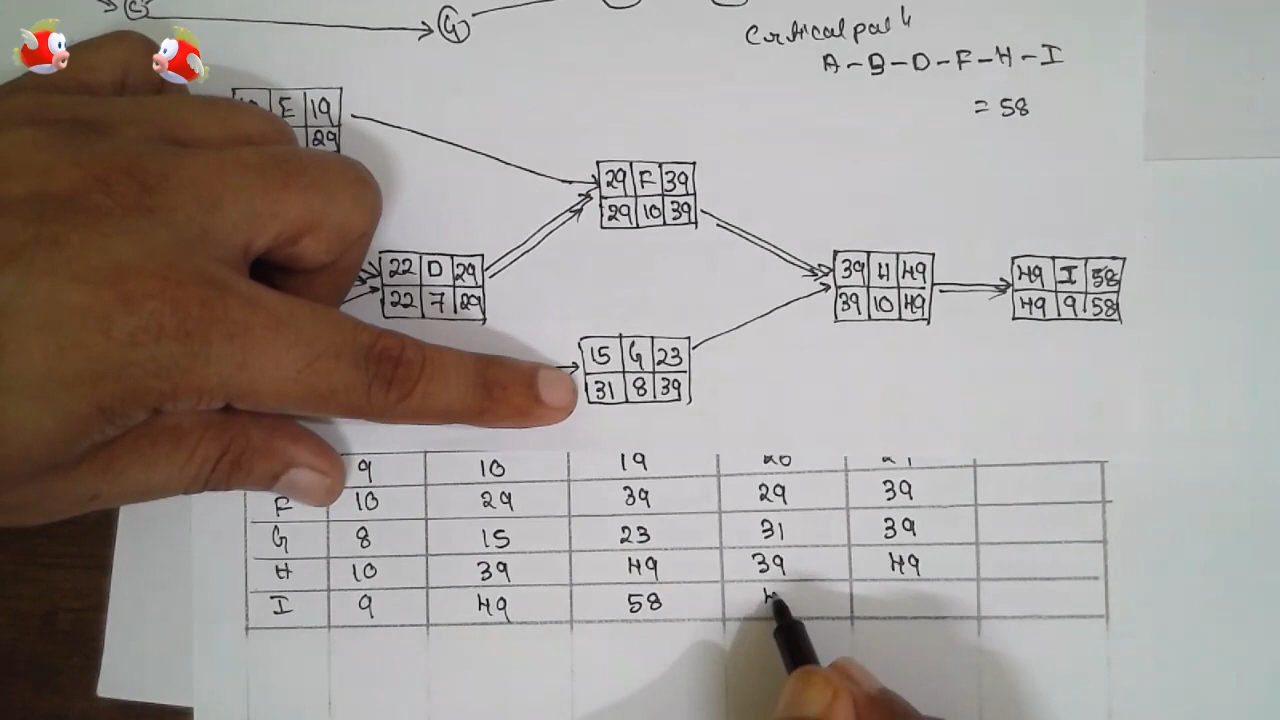 G
Critical path
A-B-D-F-H-I
= 58
E 19
29
29 F 39
29 10 39
22 D 29
22 7 29
39 H 49
39 10 49
49 I 58
49 9 58
15 G 23
31 8 39
9 10 19
F 10 29 39 29 39
G 8 15 23 31 39
H 10 39 49 39 49
I 9 49 58